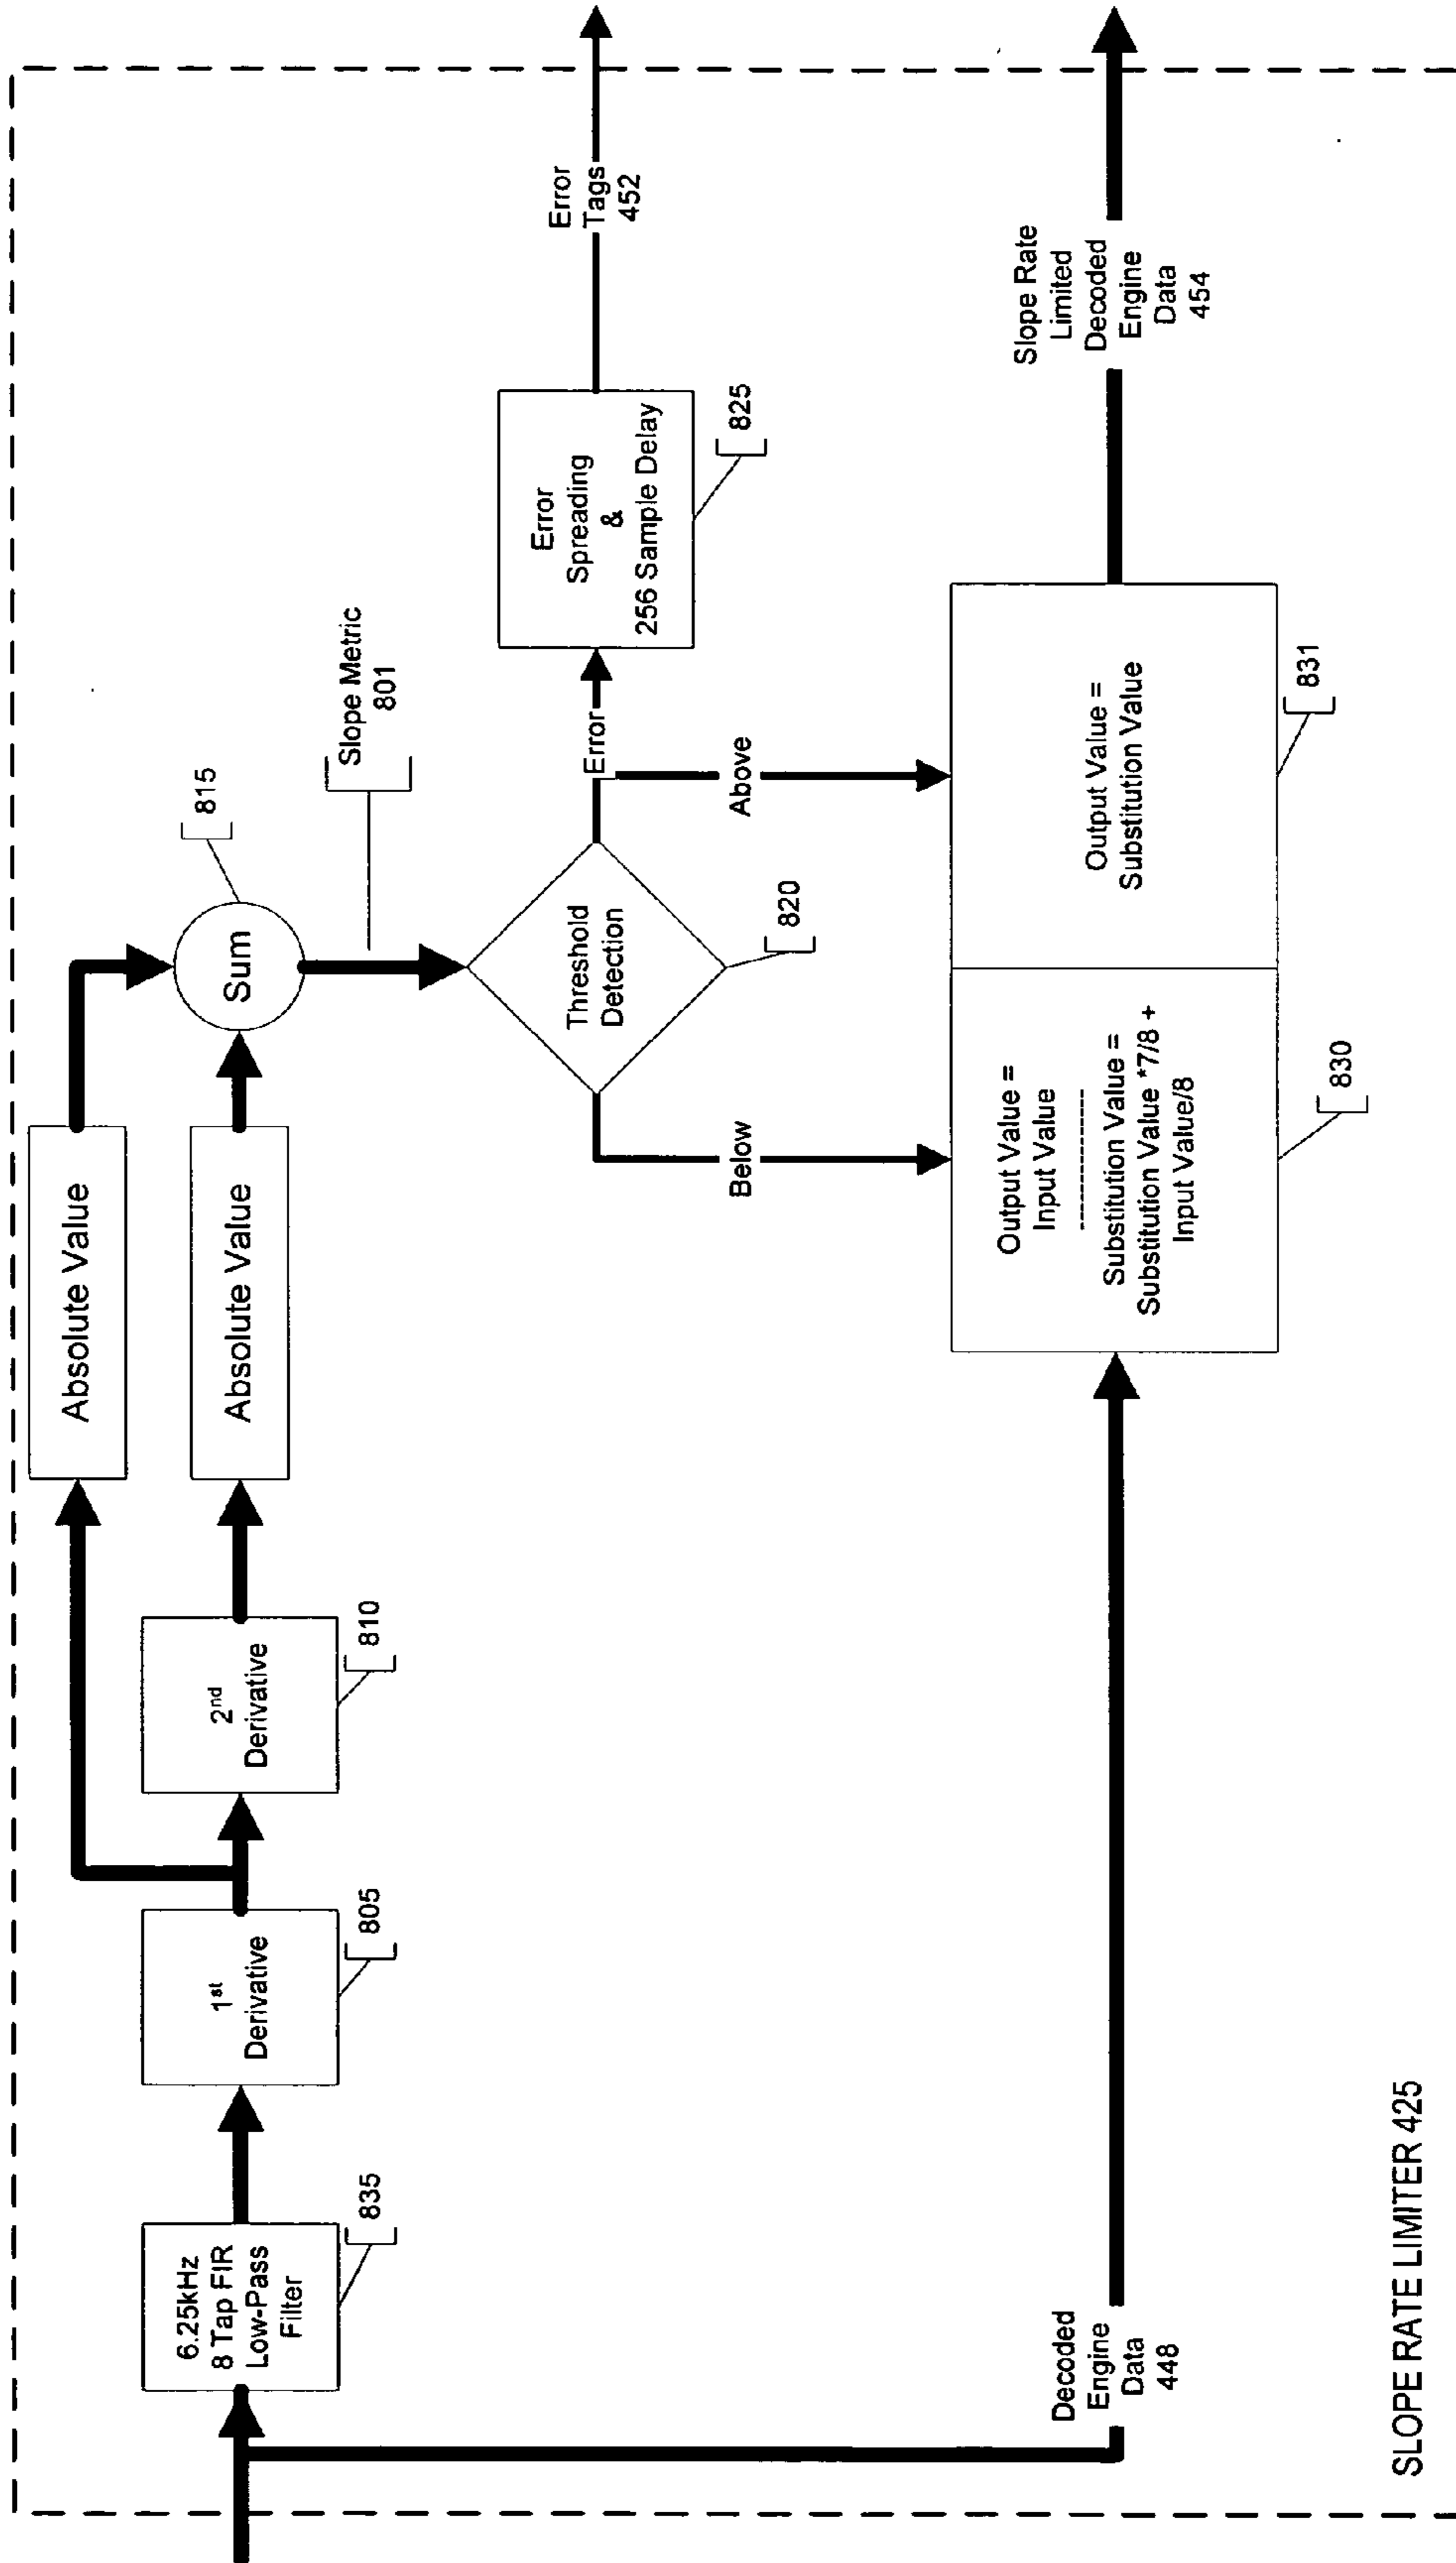 6.25kHz
8 Tap FIR
Low-Pass
Filter
835
1st
Derivative
805
2nd
Derivative
810
Absolute Value
Absolute Value
Sum
815
Slope Metric
801
Threshold
Detection
820
Error
Below
Above
Error
Spreading
&
256 Sample Delay
825
Error
Tags
452
Decoded
Engine
Data
448
Output Value =
Input Value
----------
Substitution Value =
Substitution Value *7/8 +
Input Value/8
830
Output Value =
Substitution Value
831
Slope Rate
Limited
Decoded
Engine
Data
454
SLOPE RATE LIMITER 425